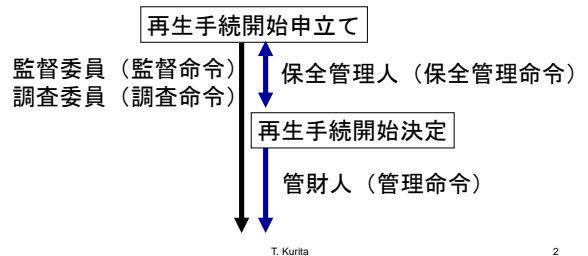 再生手続開始申立て
監督委員（監督命令）
調査委員（調査命令）
保全管理人（保全管理命令）
再生手続開始決定
管財人（管理命令）
T. Kurita
2